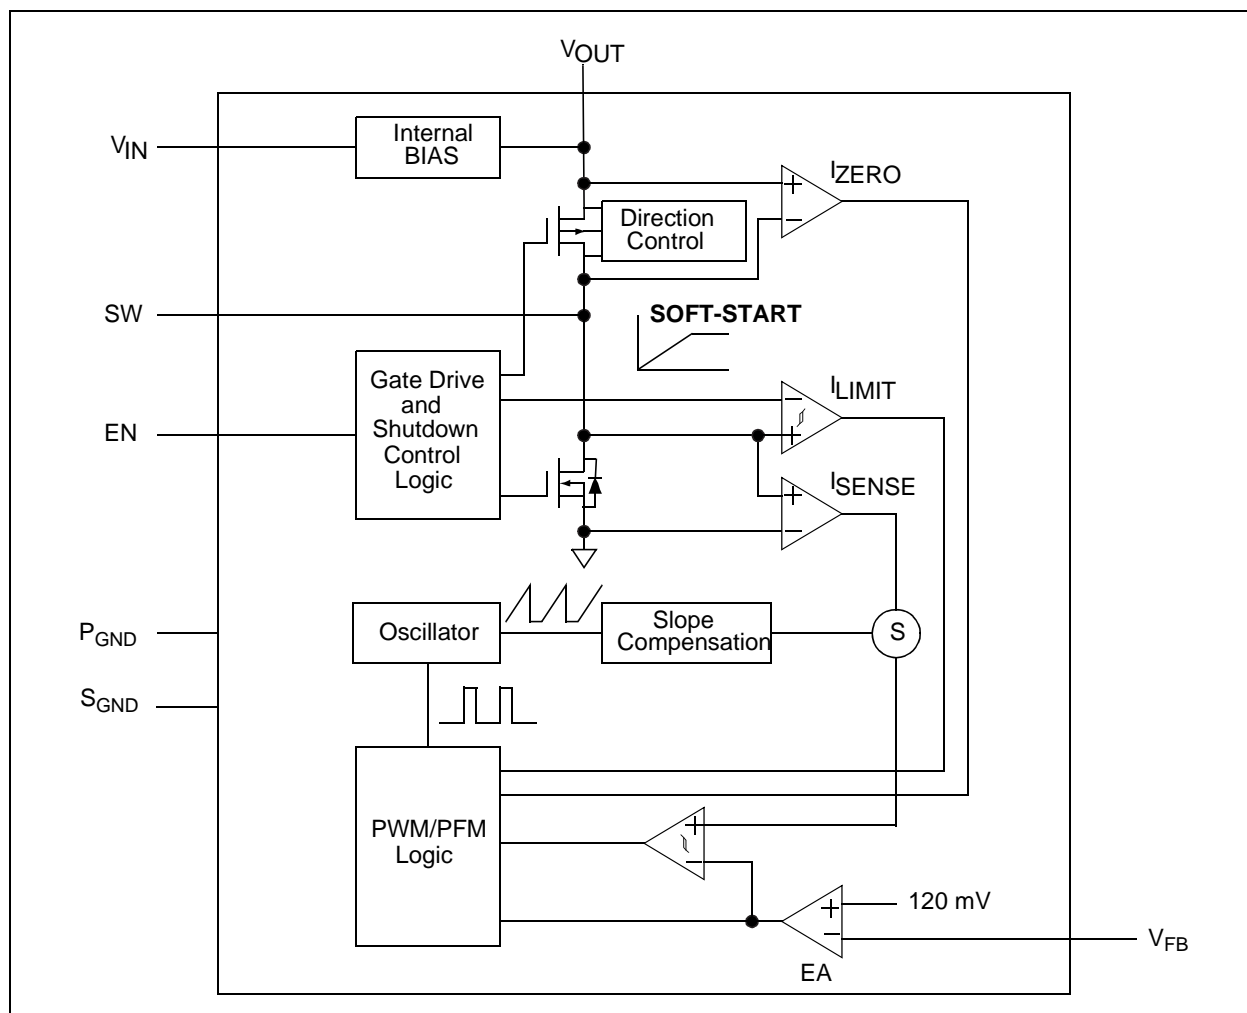 VOUT
VIN
Internal
BIAS
IZERO
+
−
Direction
Control
SW
SOFT-START
Gate Drive
and
Shutdown
Control
Logic
ILIMIT
−
+
EN
ISENSE
+
−
PGND
Oscillator
Slope
Compensation
S
SGND
PWM/PFM
Logic
+
−
120 mV
+
−
VFB
EA